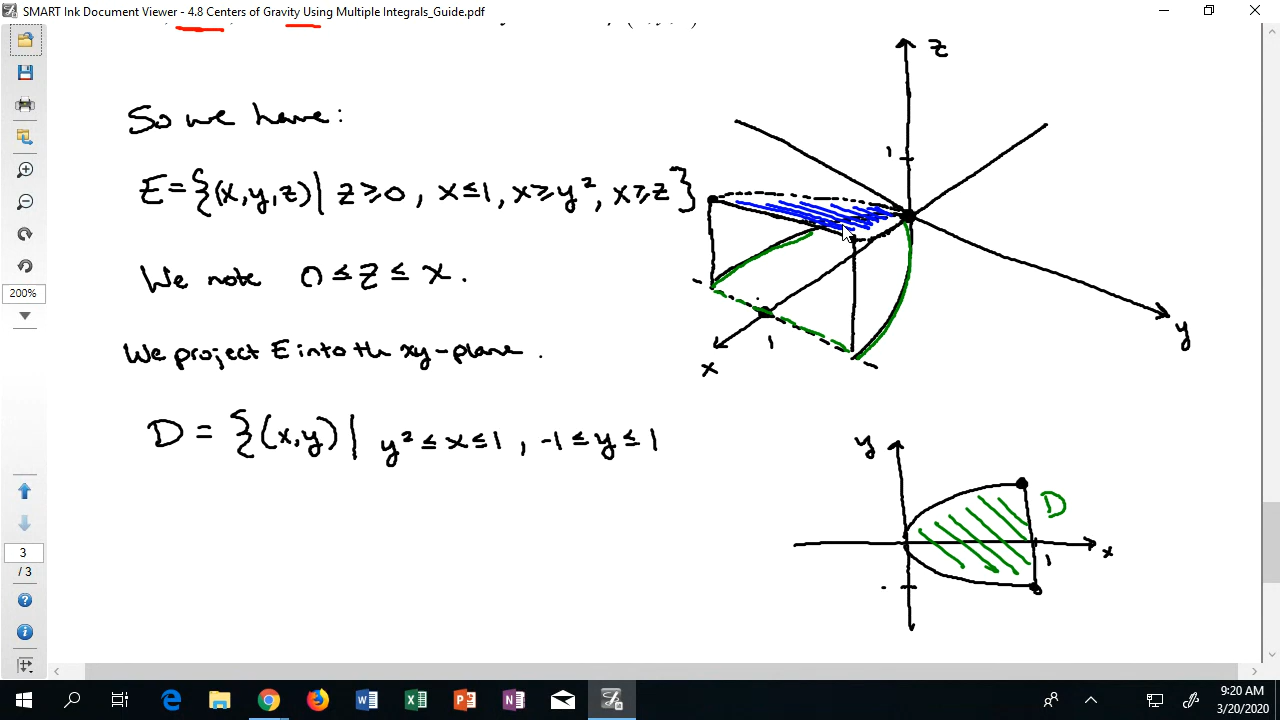 SMART Ink Document Viewer - 4.8 Centers of Gravity Using Multiple Integrals_Guide.pdf
So we have:
E = {(x,y,z) | z ≥ 0, x ≤ 1, x ≥ y², x ≥ z}
We note 0 ≤ z ≤ x.
We project E into the xy-plane.
D = {(x,y) | y² ≤ x ≤ 1, -1 ≤ y ≤ 1
z
1
y
1
x
y
D
x
1
200%
3
/ 3
9:20 AM
3/20/2020